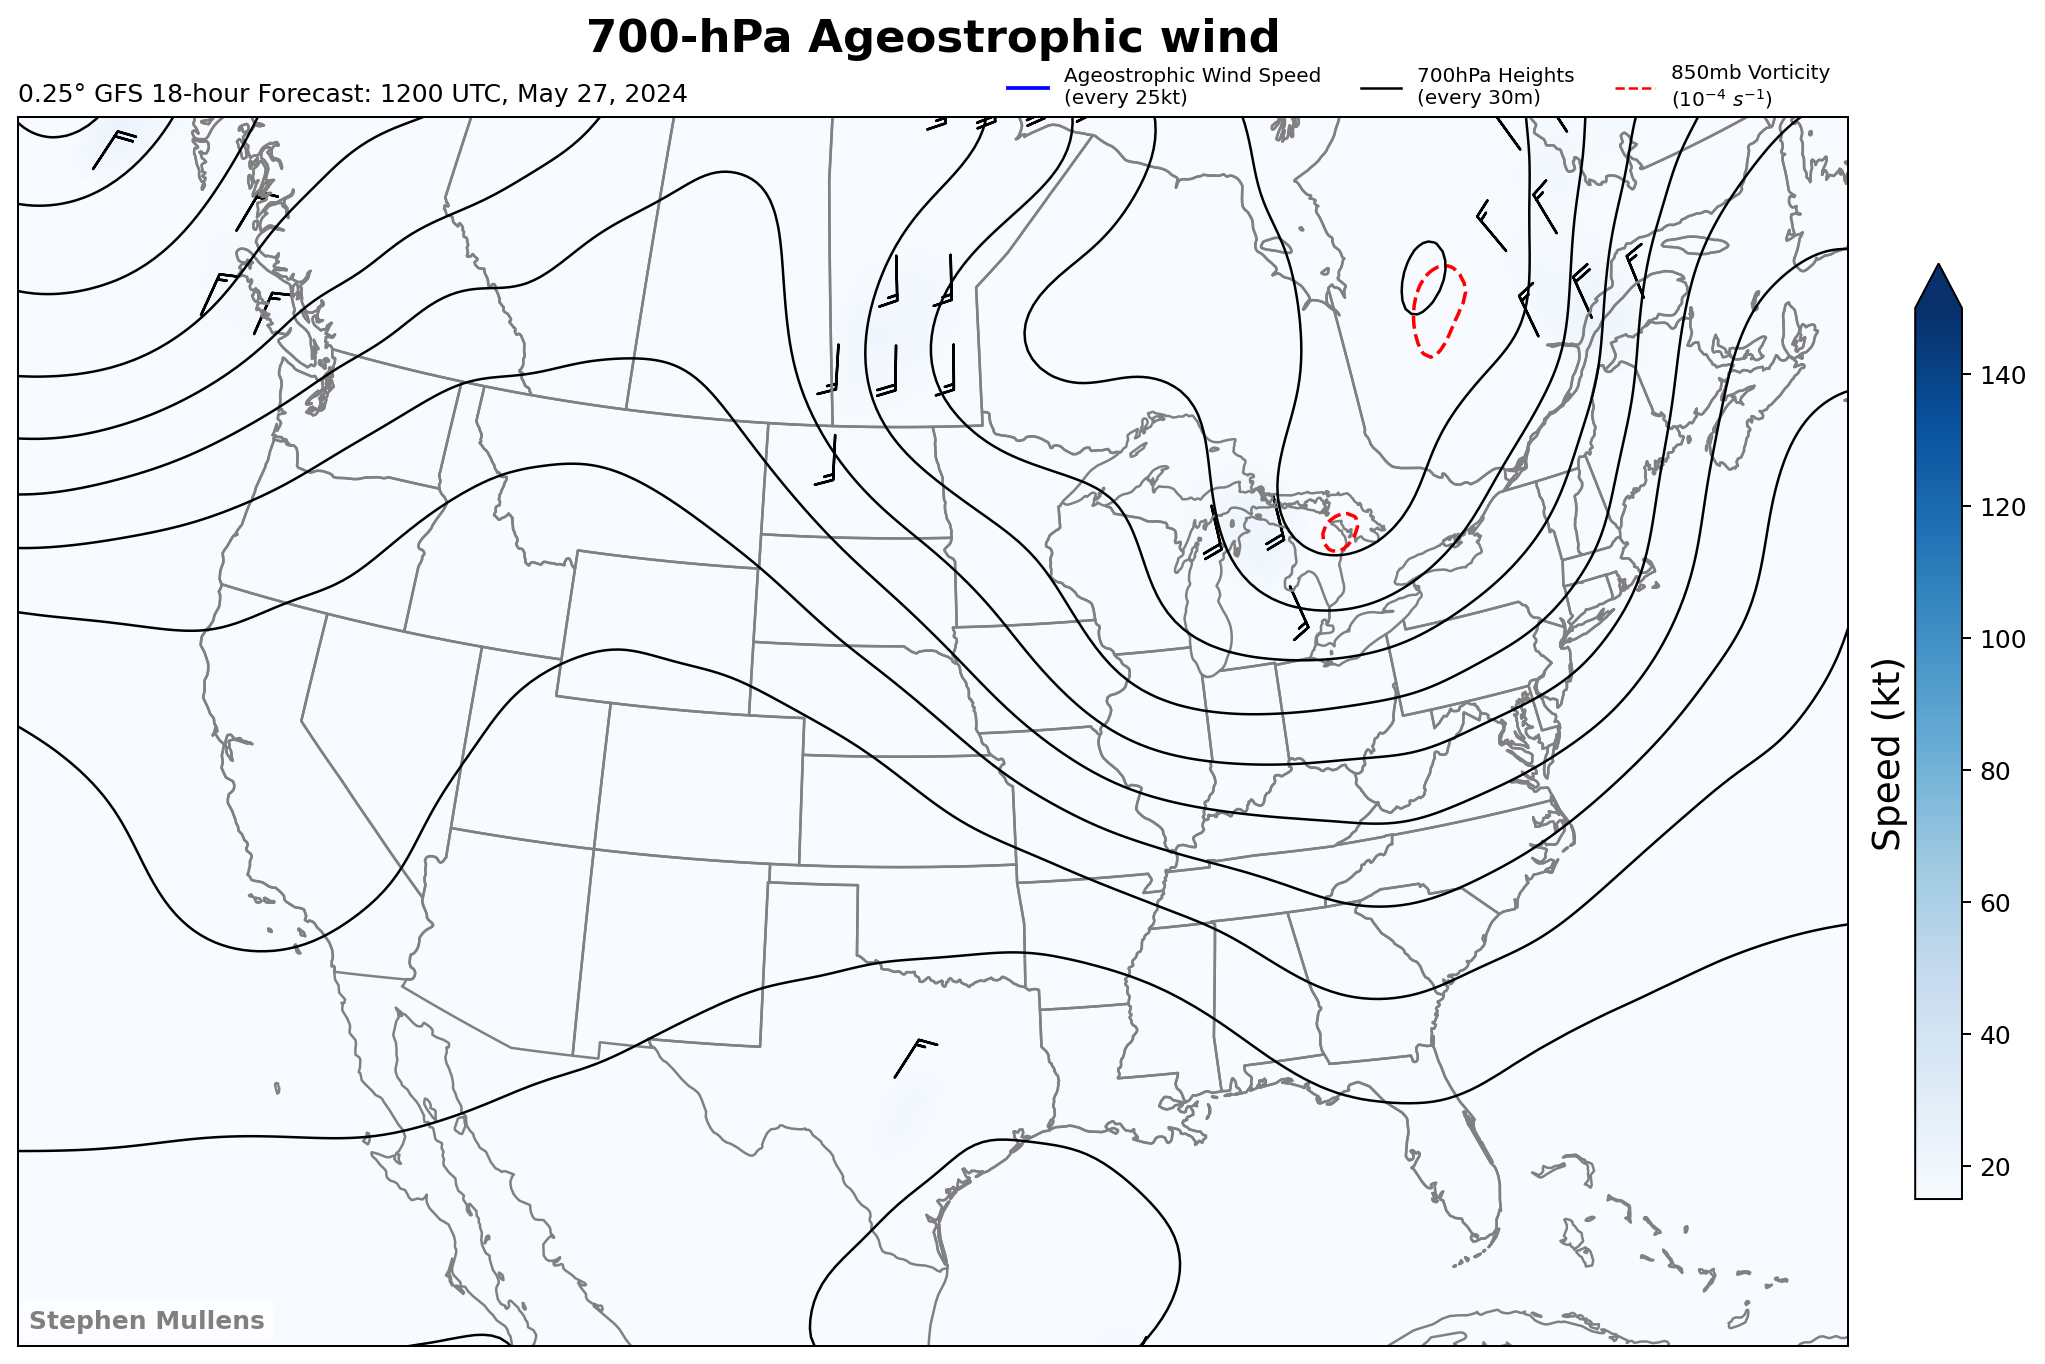 700-hPa Ageostrophic wind
0.25° GFS 18-hour Forecast: 1200 UTC, May 27, 2024
Ageostrophic Wind Speed
(every 25kt)
700hPa Heights
(every 30m)
850mb Vorticity
(10⁻⁴ s⁻¹)
140
120
100
80
60
40
20
Speed (kt)
Stephen Mullens